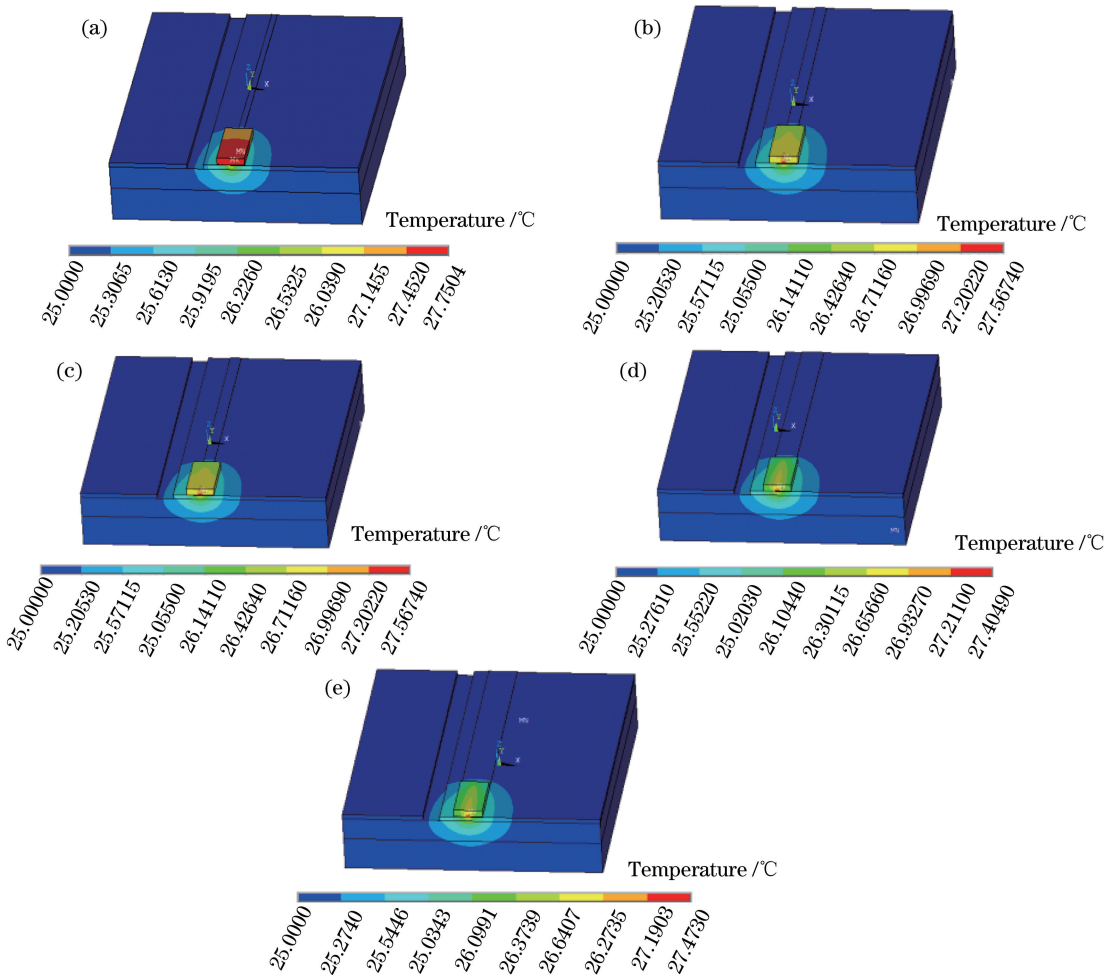 (a)
Z
Y
X
MN
MX
Temperature /℃
25.0000 25.3065 25.6130 25.9195 26.2260 26.5325 26.0390 27.1455 27.4520 27.7504
(b)
Z
Y
X
Temperature /℃
25.00000 25.20530 25.57115 25.05500 26.14110 26.42640 26.71160 26.99690 27.20220 27.56740
(c)
Z
Y
X
Temperature /℃
25.00000 25.20530 25.57115 25.05500 26.14110 26.42640 26.71160 26.99690 27.20220 27.56740
(d)
Z
Y
X
MN
Temperature /℃
25.00000 25.27610 25.55220 25.02030 26.10440 26.30115 26.65660 26.93270 27.21100 27.40490
(e)
MN
Z
Y
X
Temperature /℃
25.0000 25.2740 25.5446 25.0343 26.0991 26.3739 26.6407 26.2735 27.1903 27.4730